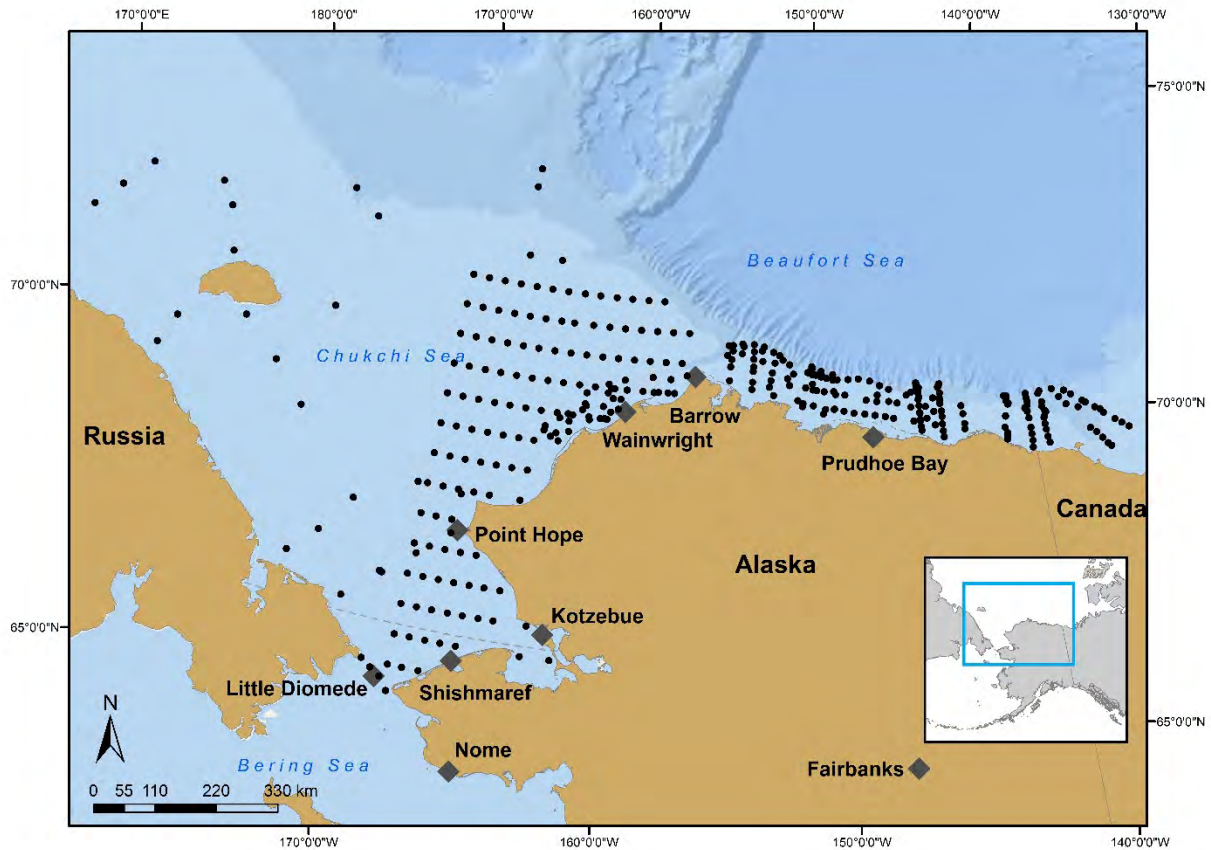 170°0'0"E 180°0'0" 170°0'0"W 160°0'0"W 150°0'0"W 140°0'0"W 130°0'0"W
75°0'0"N
Beaufort Sea
70°0'0"N
Chukchi Sea
70°0'0"N
Barrow
Russia
Wainwright
Prudhoe Bay
Canada
Point Hope
Alaska
Kotzebue
65°0'0"N
Little Diomede
Shishmaref
N
65°0'0"N
Nome
Bering Sea
Fairbanks
0 55 110 220 330 km
170°0'0"W 160°0'0"W 150°0'0"W 140°0'0"W